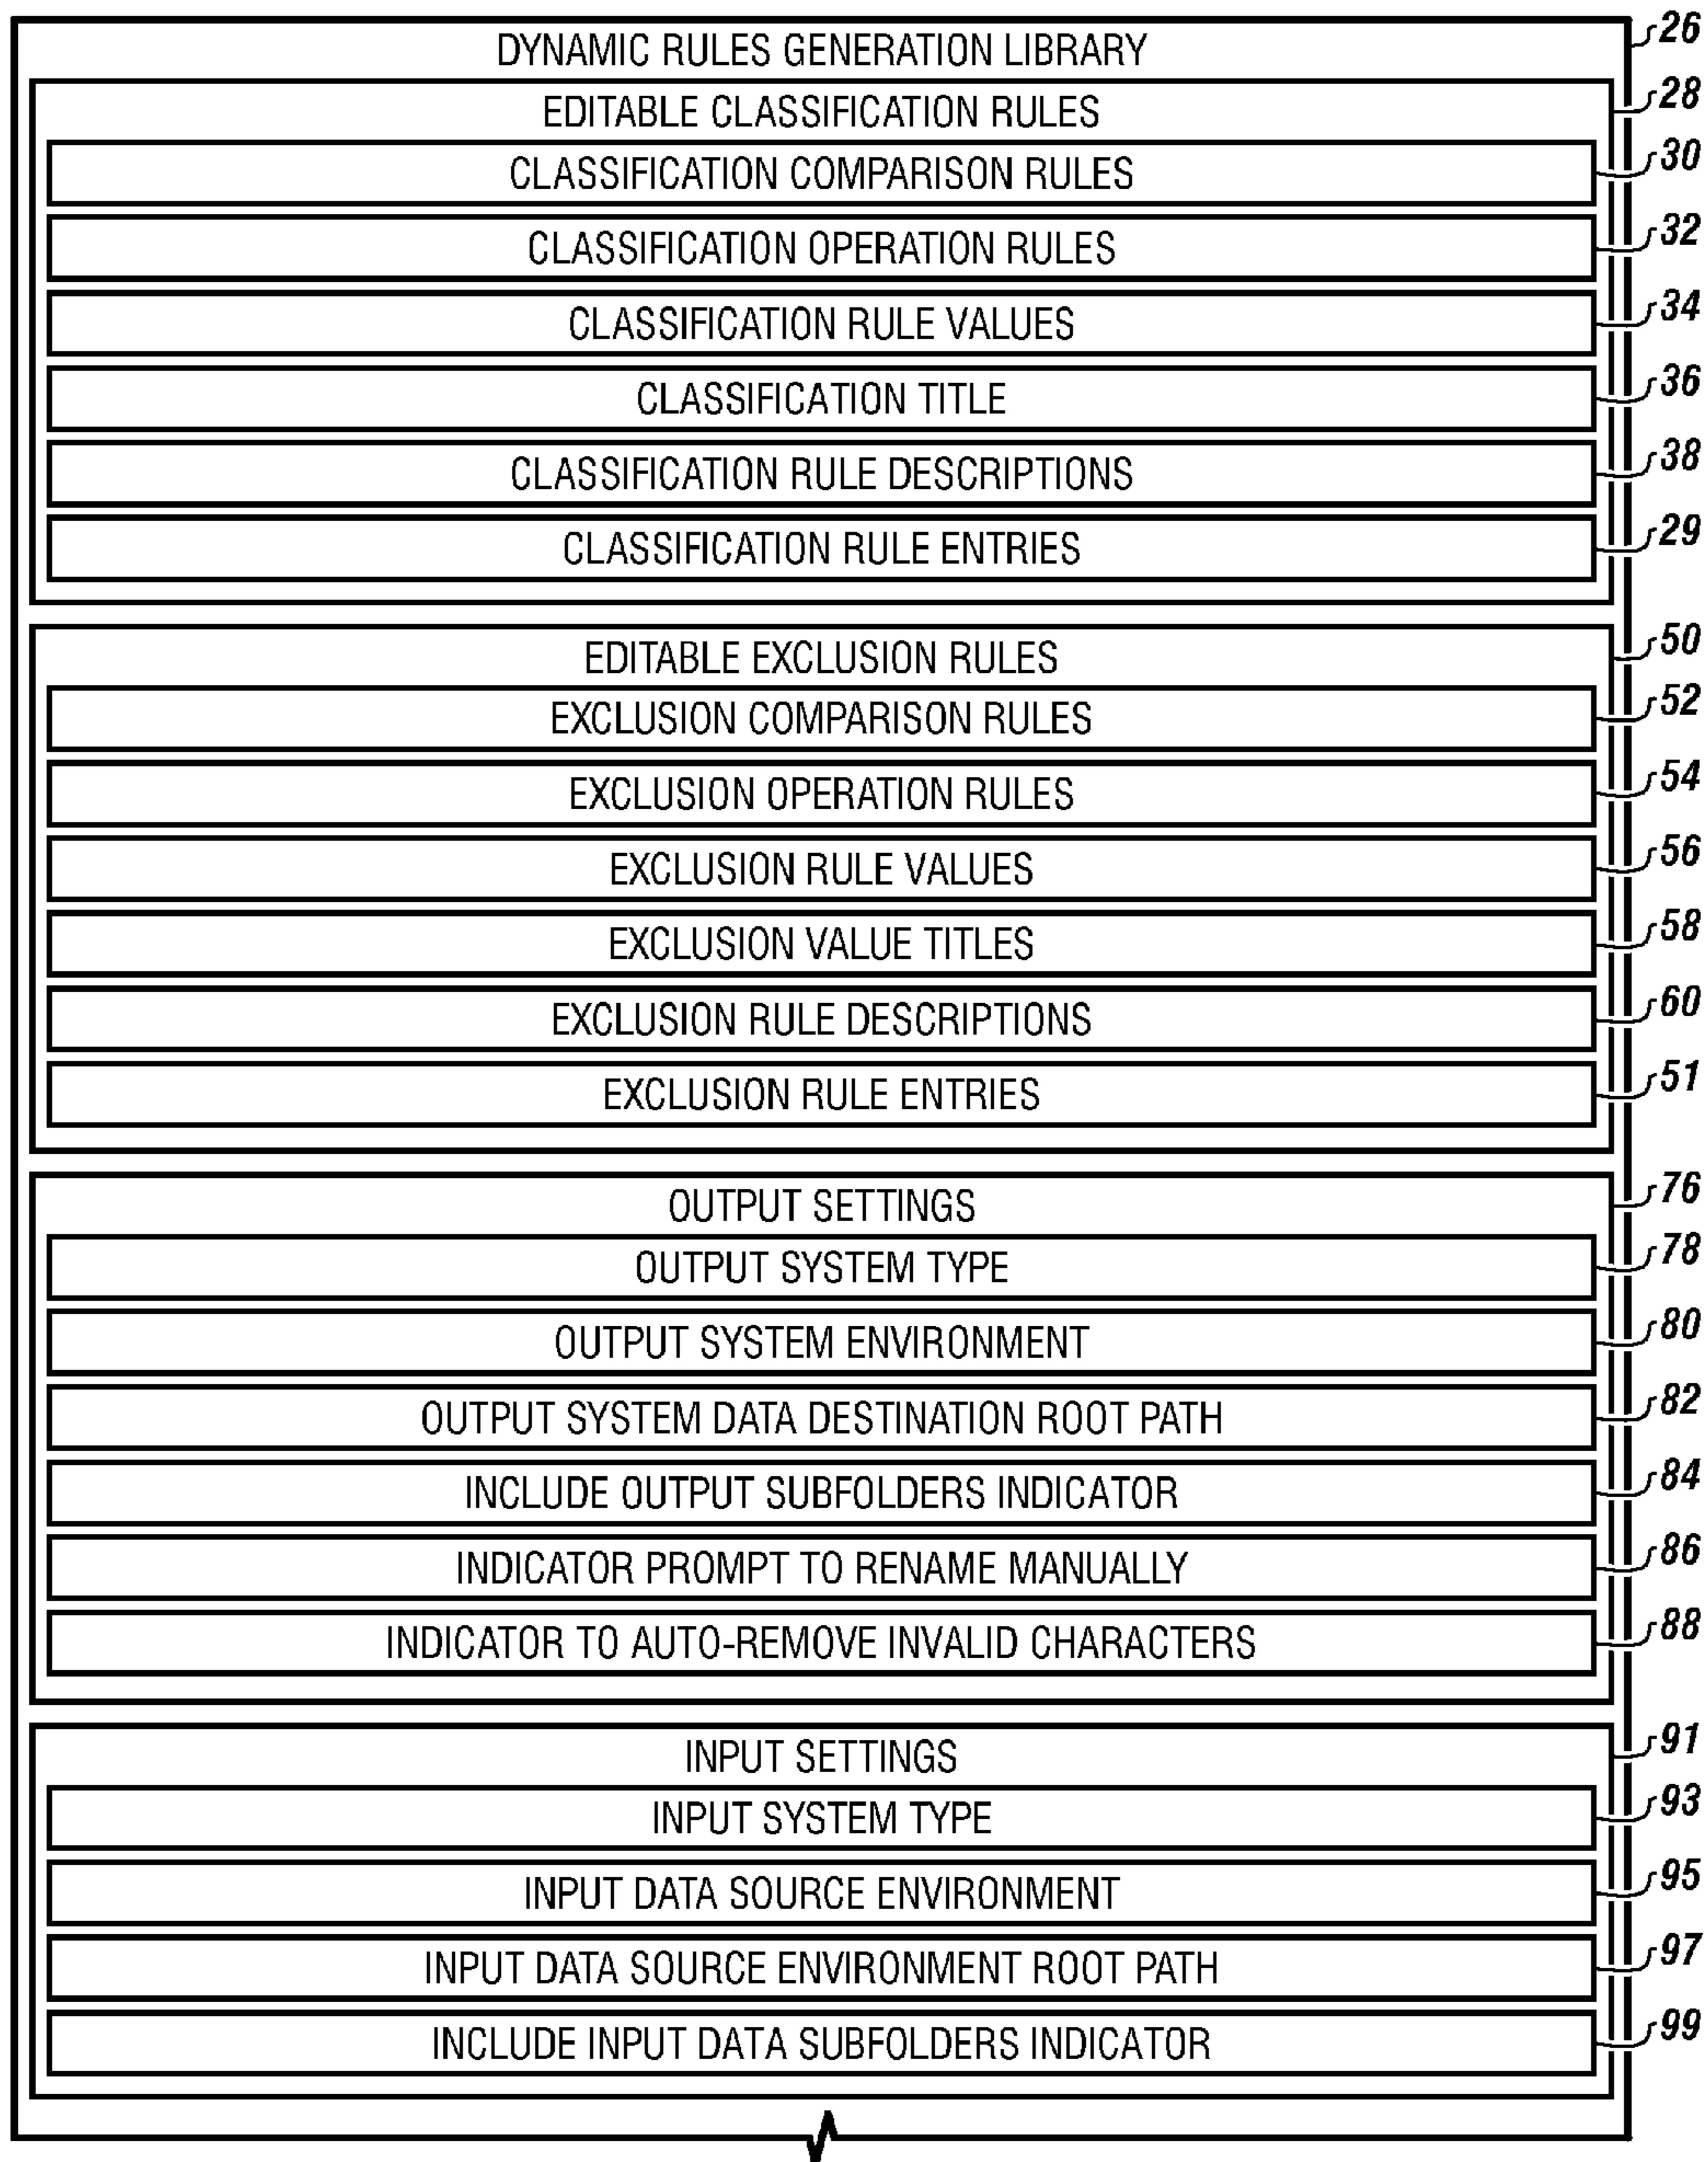 DYNAMIC RULES GENERATION LIBRARY 26
EDITABLE CLASSIFICATION RULES 28
CLASSIFICATION COMPARISON RULES 30
CLASSIFICATION OPERATION RULES 32
CLASSIFICATION RULE VALUES 34
CLASSIFICATION TITLE 36
CLASSIFICATION RULE DESCRIPTIONS 38
CLASSIFICATION RULE ENTRIES 29
EDITABLE EXCLUSION RULES 50
EXCLUSION COMPARISON RULES 52
EXCLUSION OPERATION RULES 54
EXCLUSION RULE VALUES 56
EXCLUSION VALUE TITLES 58
EXCLUSION RULE DESCRIPTIONS 60
EXCLUSION RULE ENTRIES 51
OUTPUT SETTINGS 76
OUTPUT SYSTEM TYPE 78
OUTPUT SYSTEM ENVIRONMENT 80
OUTPUT SYSTEM DATA DESTINATION ROOT PATH 82
INCLUDE OUTPUT SUBFOLDERS INDICATOR 84
INDICATOR PROMPT TO RENAME MANUALLY 86
INDICATOR TO AUTO-REMOVE INVALID CHARACTERS 88
INPUT SETTINGS 91
INPUT SYSTEM TYPE 93
INPUT DATA SOURCE ENVIRONMENT 95
INPUT DATA SOURCE ENVIRONMENT ROOT PATH 97
INCLUDE INPUT DATA SUBFOLDERS INDICATOR 99